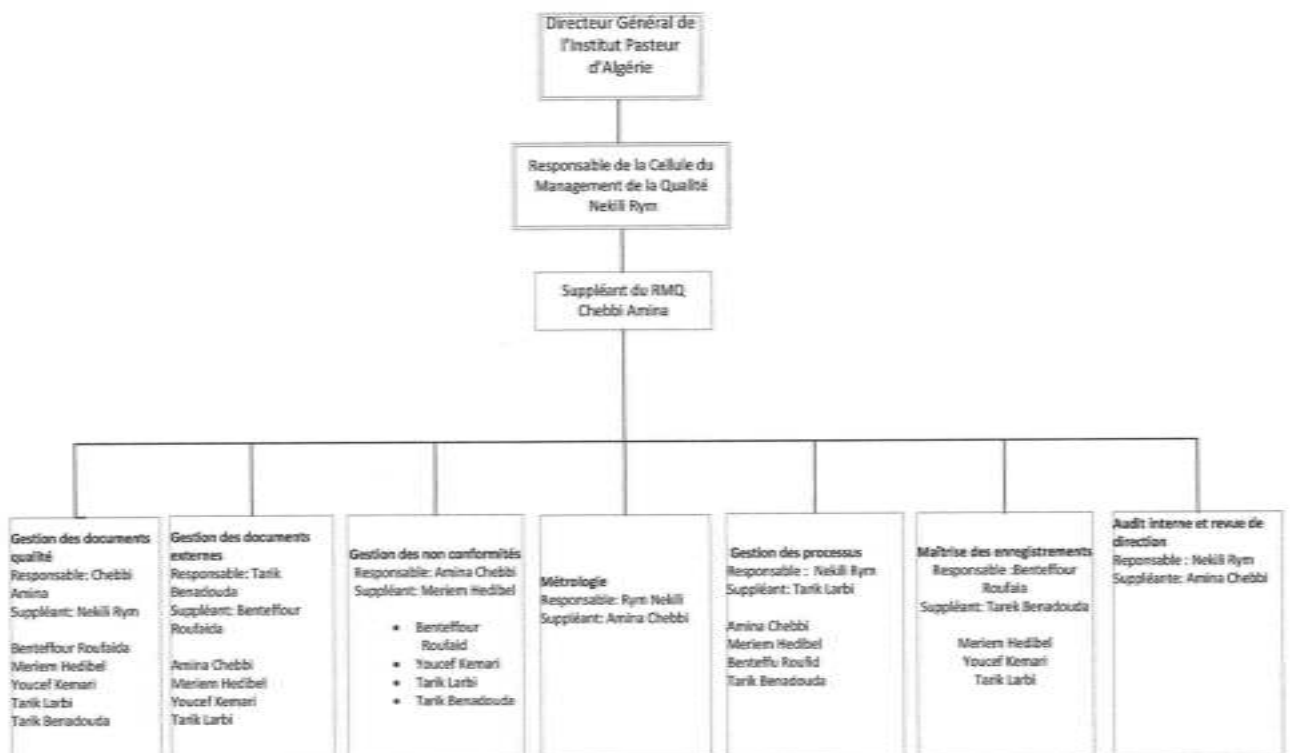 Directeur Général de
l'Institut Pasteur
d'Algérie
Responsable de la Cellule du
Management de la Qualité
Nekili Rym
Suppléant du RMQ
Chebbi Amina
Gestion des documents
qualité
Responsable: Chebbi
Amina
Suppléant: Nekili Rym
Benteffour Roufaida
Meriem Hedibel
Youcef Kemari
Tarik Larbi
Tarik Benadouda
Gestion des documents
externes
Responsable: Tarik
Benadouda
Suppléant: Benteffour
Roufaida
Amina Chebbi
Meriem Hedibel
Youcef Kemari
Tarik Larbi
Gestion des non conformités
Responsable: Amina Chebbi
Suppléant: Meriem Hedibel
• Benteffour
Roufaid
• Youcef Kemari
• Tarik Larbi
• Tarik Benadouda
Métrologie
Responsable: Rym Nekili
Suppléant: Amina Chebbi
Gestion des processus
Responsable : Nekili Rym
Suppléant: Tarik Larbi
Amina Chebbi
Meriem Hedibel
Benteffu Roufid
Tarik Benadouda
Maîtrise des enregistrements
Responsable :Benteffour
Roufaia
Suppléant: Tarek Benadouda
Meriem Hedibel
Youcef Kemari
Tarik Larbi
Audit interne et revue de
direction
Reponsable : Nekili Rym
Suppléante: Amina Chebbi